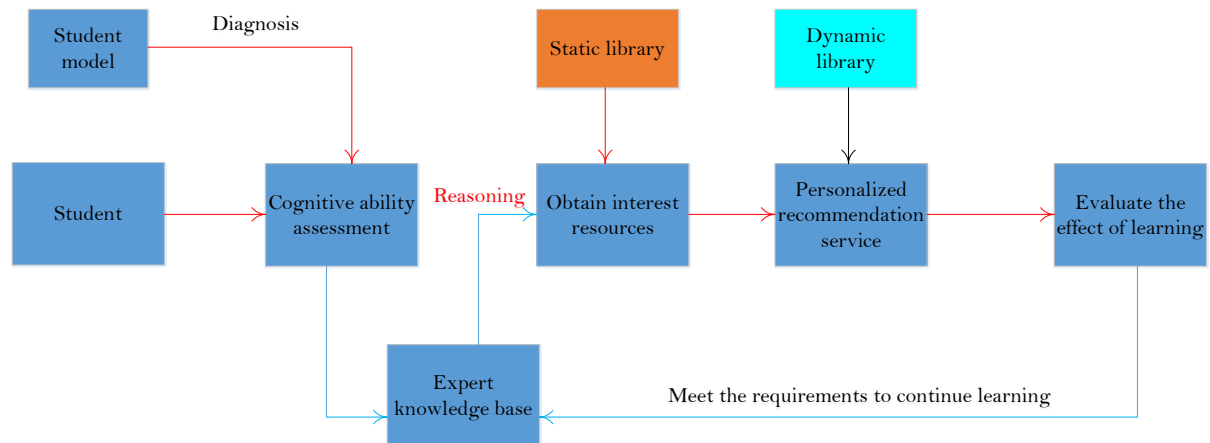 Diagnosis
Student
model
Static library
Dynamic
library
Student
Cognitive ability
assessment
Reasoning
Obtain interest
resources
Personalized
recommendation
service
Evaluate the
effect of learning
Expert
knowledge base
Meet the requirements to continue learning